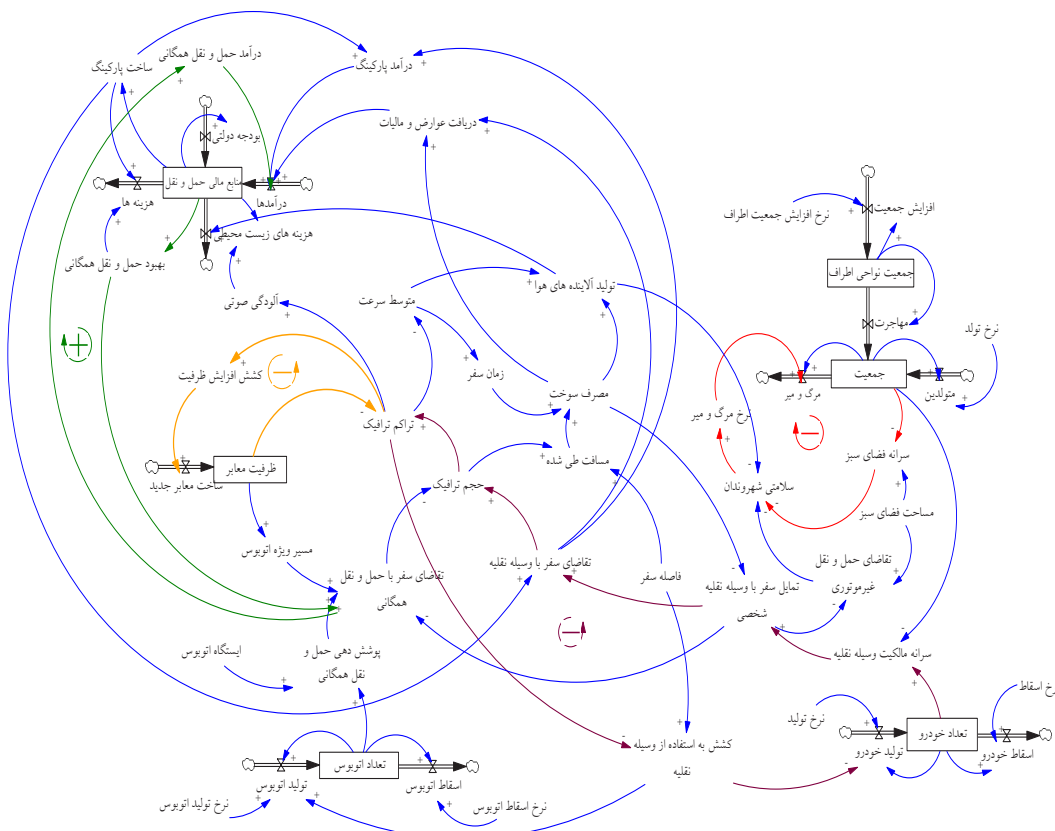 درآمد حمل و نقل همگانی
ساخت پارکینگ
درآمد پارکینگ
دریافت عوارض و مالیات
بودجه دولتی
منابع مالی حمل و نقل
هزینه ها
درآمدها
هزینه های زیست محیطی
بهبود حمل و نقل همگانی
نرخ افزایش جمعیت اطراف
افزایش جمعیت
جمعیت نواحی اطراف
مهاجرت
نرخ تولد
جمعیت
مرگ و میر
متولدین
نرخ مرگ و میر
تولید آلاینده های هوا
آلودگی صوتی
متوسط سرعت
زمان سفر
کشش افزایش ظرفیت
مصرف سوخت
تراکم ترافیک
سرانه فضای سبز
مسافت طی شده
ظرفیت معابر
ساخت معابر جدید
حجم ترافیک
سلامتی شهروندان
مساحت فضای سبز
مسیر ویژه اتوبوس
تقاضای سفر با وسیله نقلیه
فاصله سفر
تقاضای حمل و نقل
غیرموتوری
تقاضای سفر با حمل و نقل
همگانی
تمایل سفر با وسیله نقلیه
شخصی
ایستگاه اتوبوس
پوشش دهی حمل و
نقل همگانی
سرانه مالکیت وسیله نقلیه
نرخ اسقاط
نرخ تولید
تعداد خودرو
تولید خودرو
اسقاط خودرو
کشش به استفاده از وسیله
نقلیه
تعداد اتوبوس
تولید اتوبوس
اسقاط اتوبوس
نرخ تولید اتوبوس
نرخ اسقاط اتوبوس